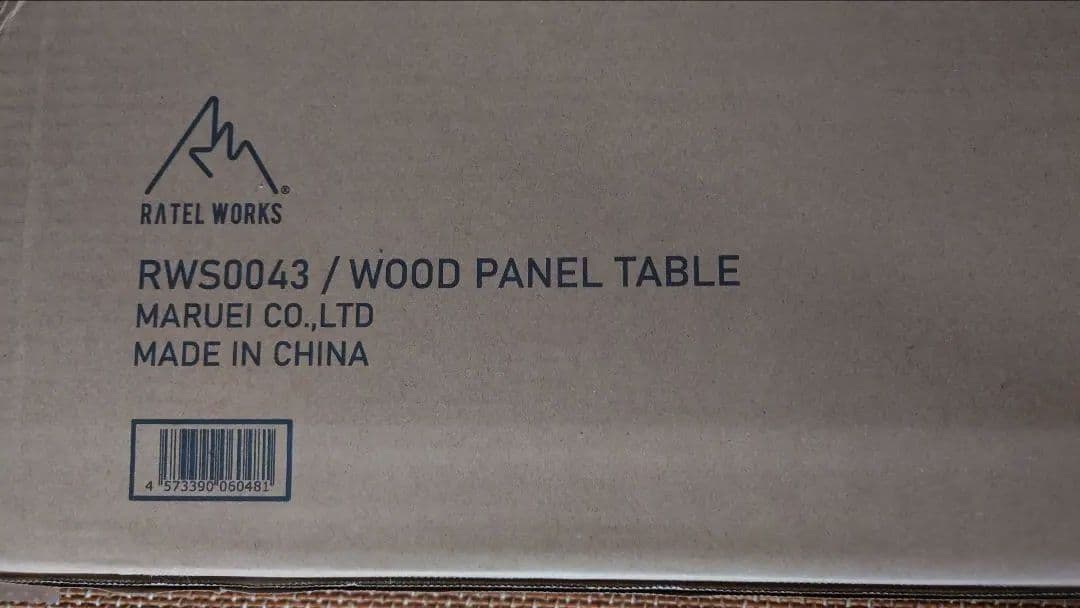 RATEL WORKS
RWS0043 / WOOD PANEL TABLE
MARUEI CO.,LTD
MADE IN CHINA
4 573390 060481